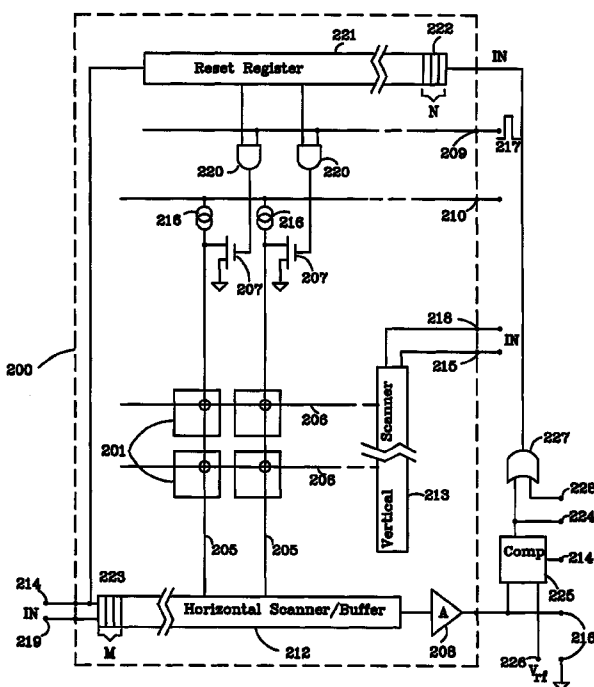 221
222
IN
Reset Register
N
220
220
209
217
216
216
210
207
207
218
IN
215
200
201
206
206
Scanner
Vertical
213
227
228
224
Comp
214
225
205
205
214
IN
219
223
M
Horizontal Scanner/Buffer
212
A
208
226
Vrf
216